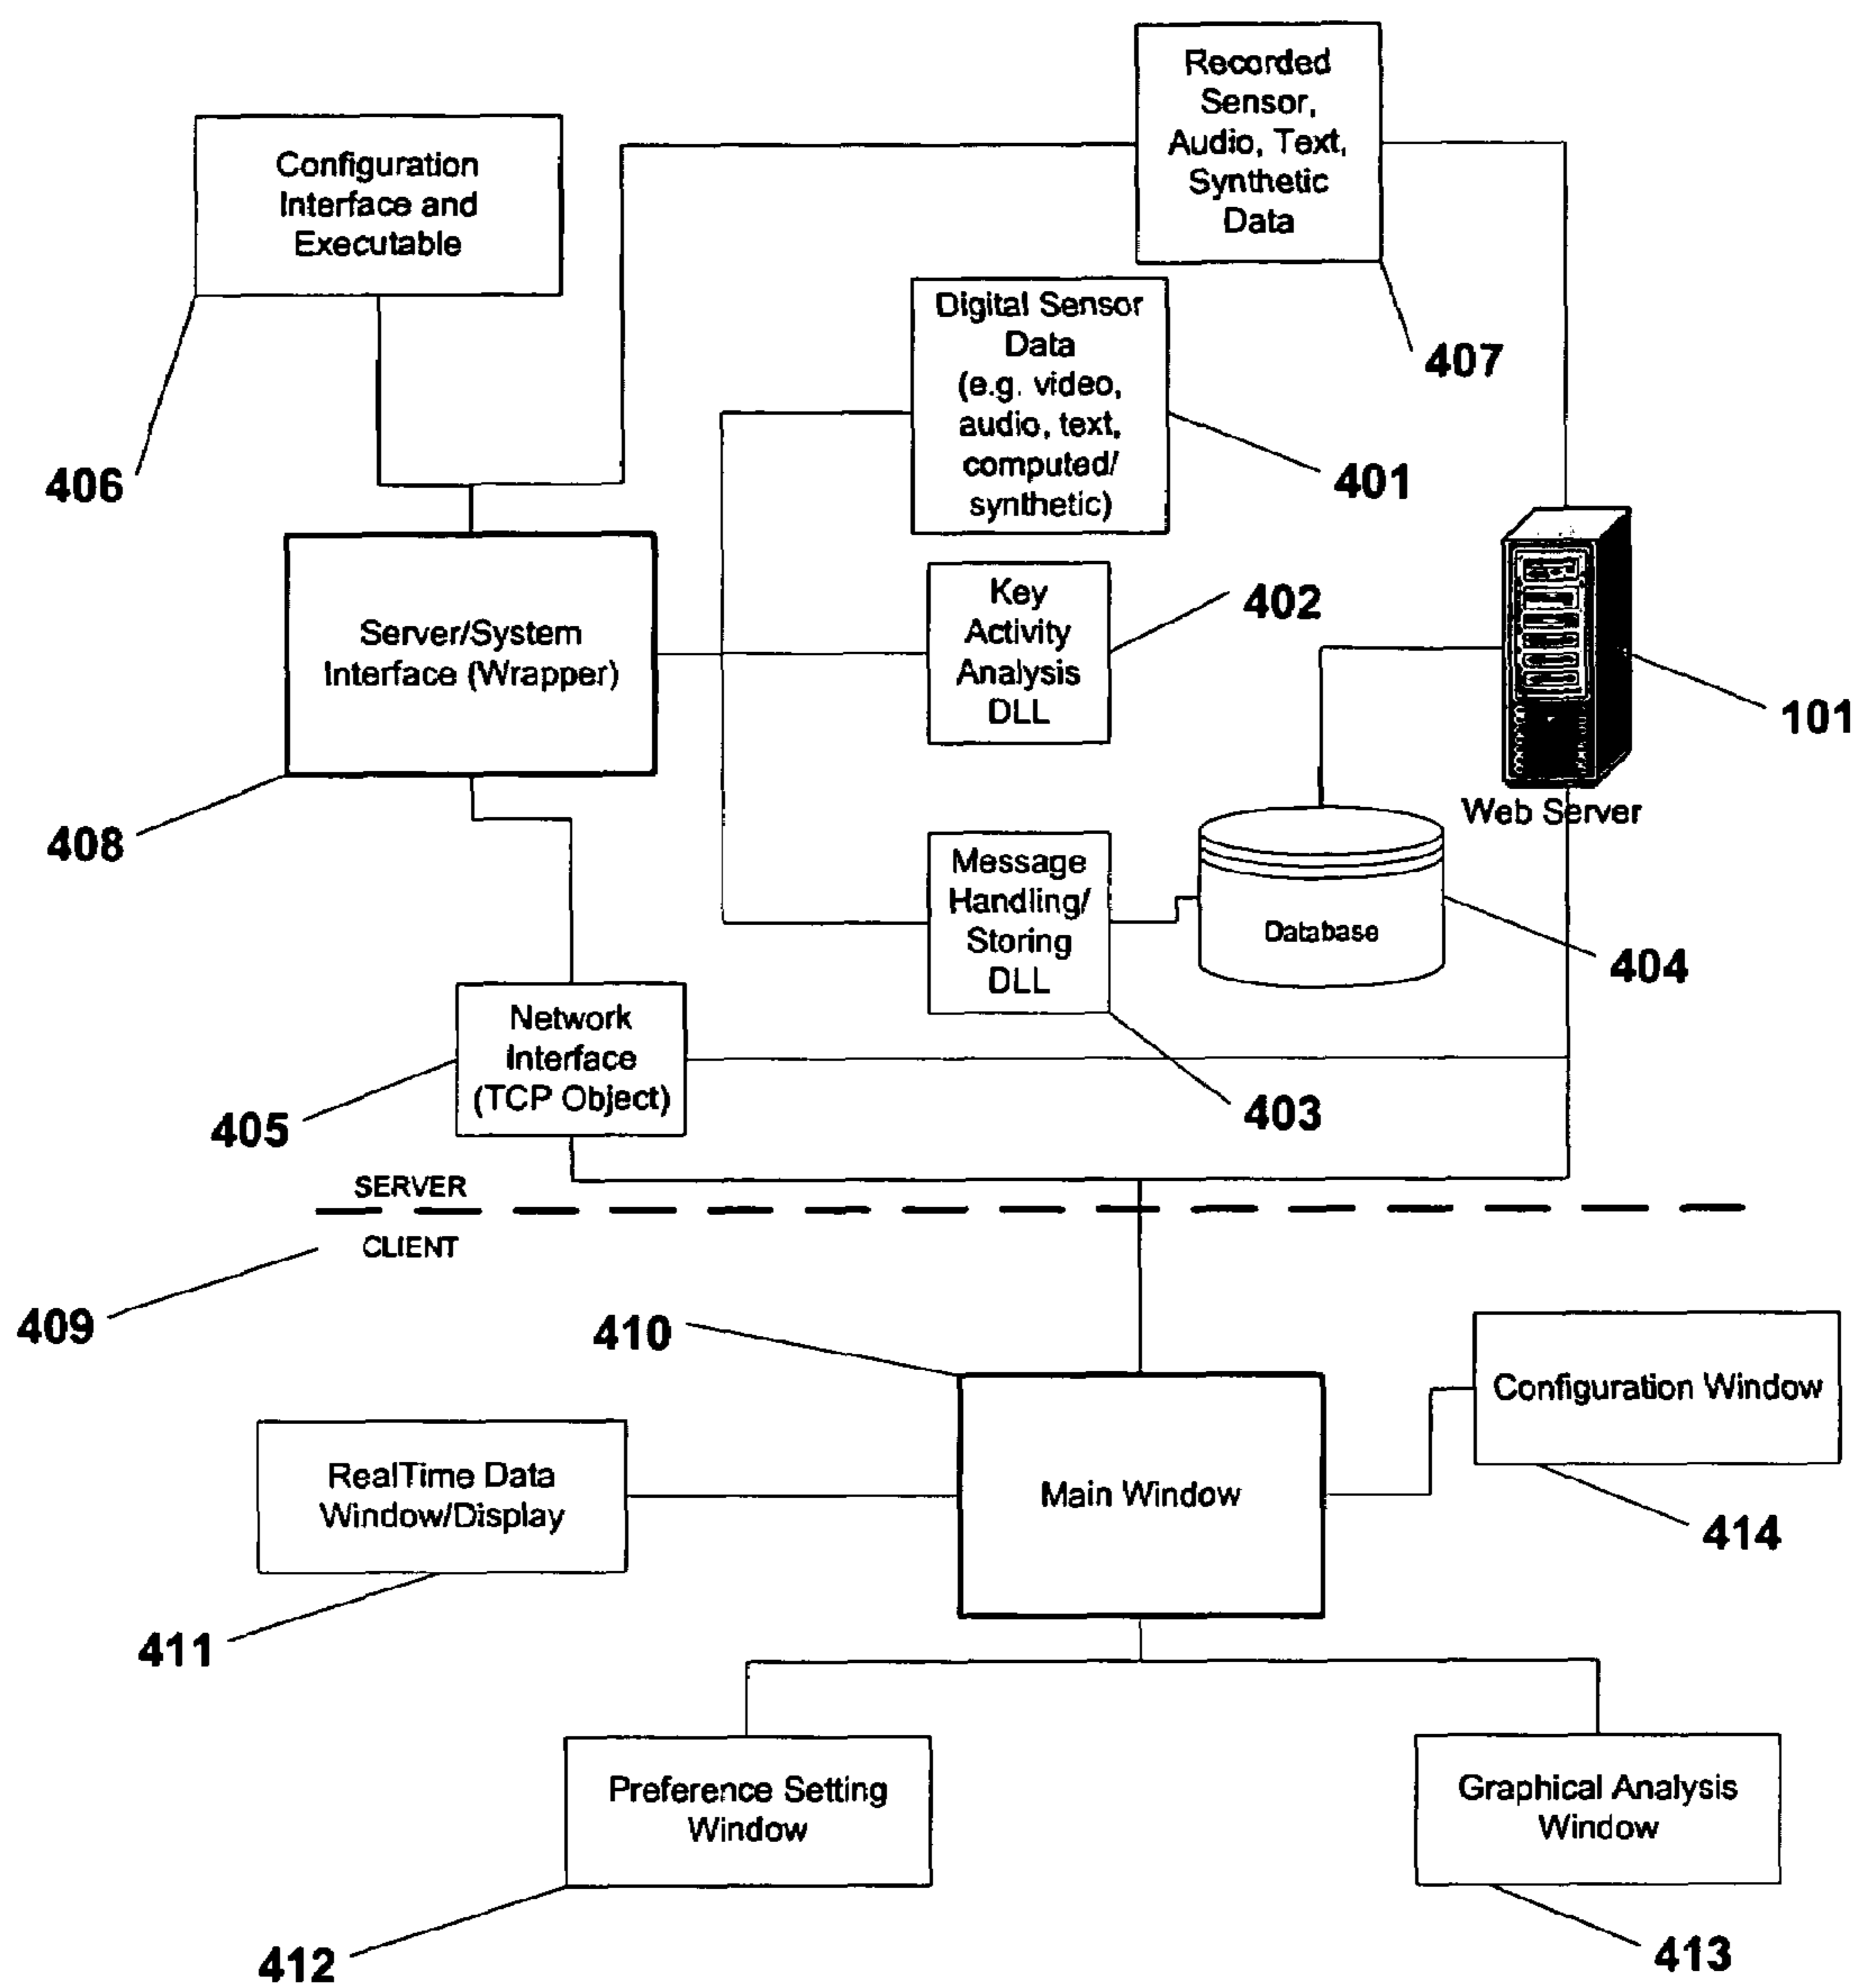 Recorded
Sensor,
Audio, Text,
Synthetic
Data
Configuration
Interface and
Executable
Digital Sensor
Data
(e.g. video,
audio, text,
computed/
synthetic)
407
406
401
Key
Activity
Analysis
DLL
402
Server/System
Interface (Wrapper)
101
Web Server
408
Message
Handling/
Storing
DLL
Database
404
Network
Interface
(TCP Object)
405
403
SERVER
CLIENT
409
410
Configuration Window
RealTime Data
Window/Display
Main Window
414
411
Preference Setting
Window
Graphical Analysis
Window
412
413